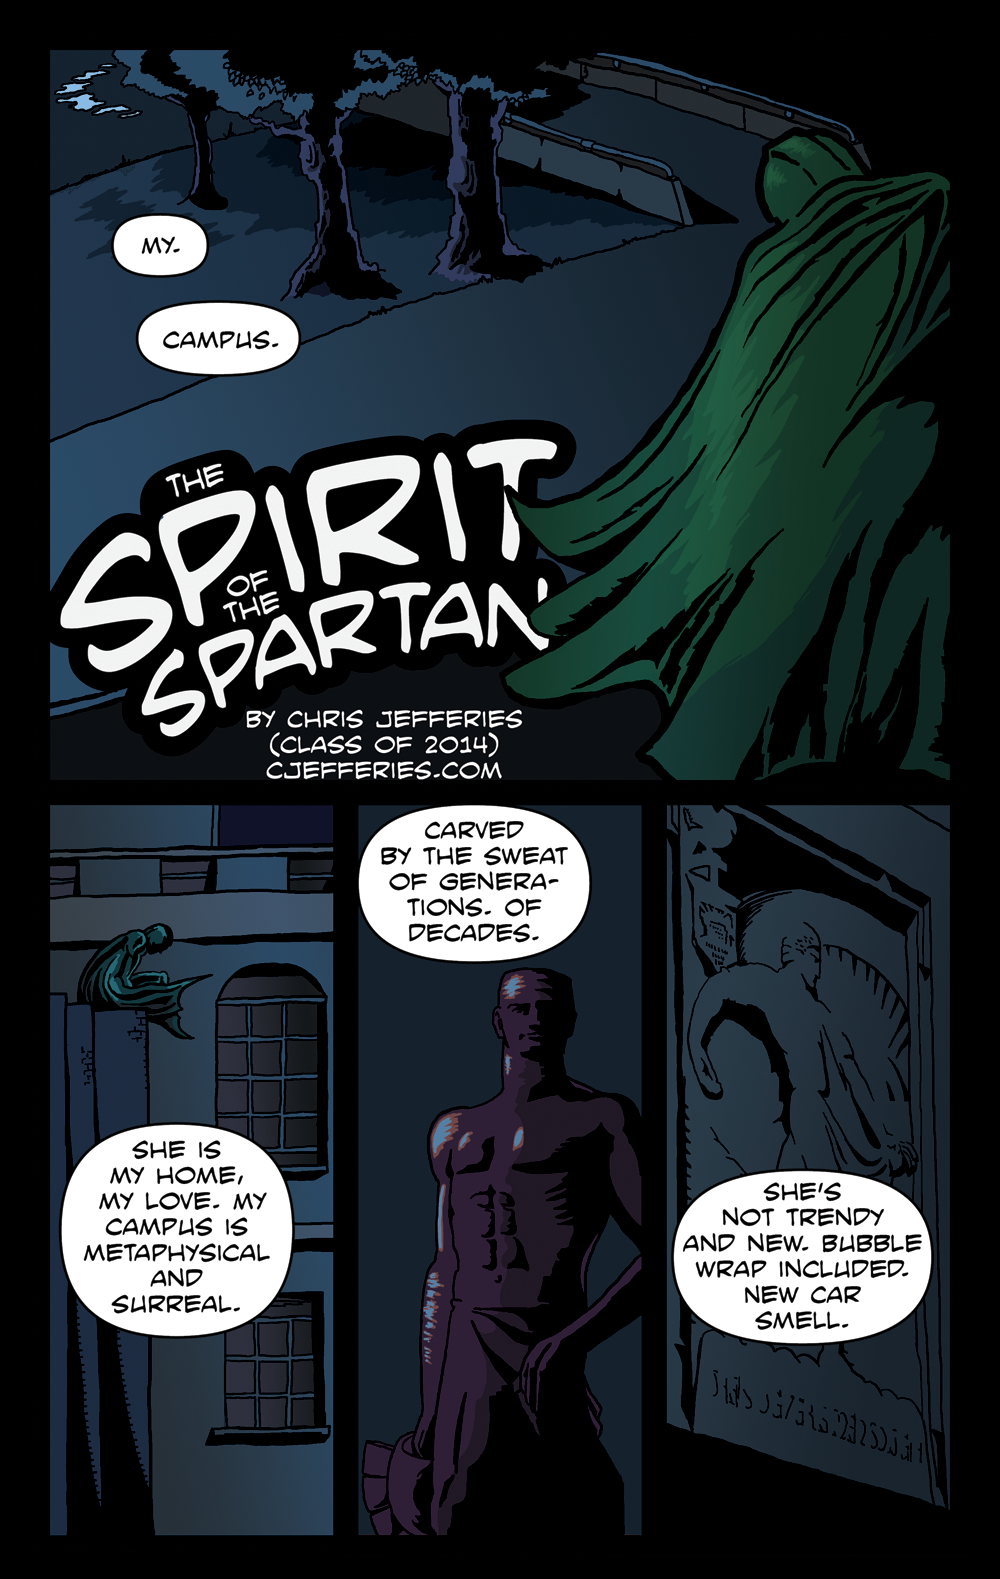 MY.
CAMPUS.
THE
SPIRIT
OF
THE
SPARTAN
BY CHRIS JEFFERIES
(CLASS OF 2014)
CJEFFERIES.COM
SHE IS
MY HOME,
MY LOVE. MY
CAMPUS IS
METAPHYSICAL
AND
SURREAL.
CARVED
BY THE SWEAT
OF GENERA-
TIONS. OF
DECADES.
SHE'S
NOT TRENDY
AND NEW. BUBBLE
WRAP INCLUDED.
NEW CAR
SMELL.